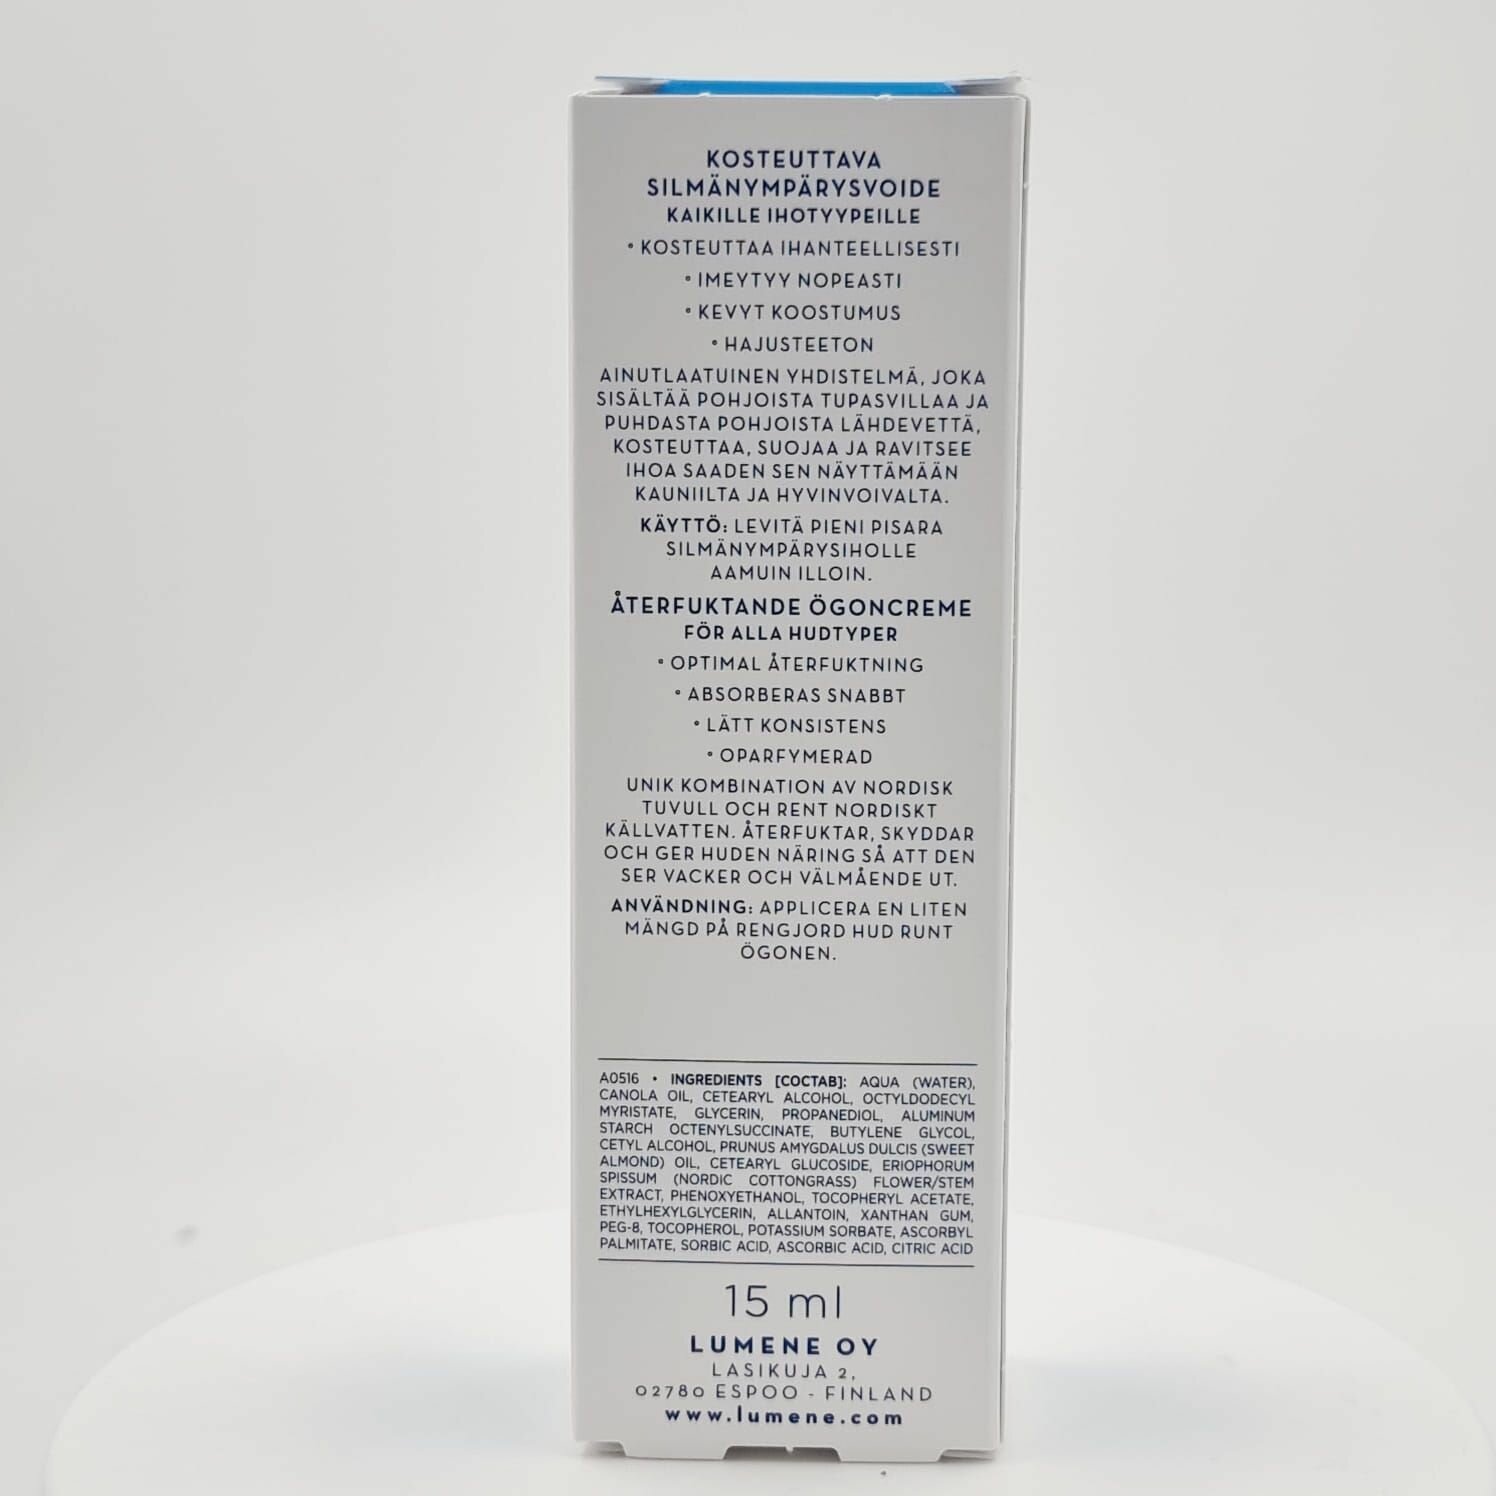 KOSTEUTTAVA
SILMÄNYMPÄRYSVOIDE
KAIKILLE IHOTYYPEILLE
° KOSTEUTTAA IHANTEELLISESTI
° IMEYTYY NOPEASTI
° KEVYT KOOSTUMUS
° HAJUSTEETON
AINUTLAATUINEN YHDISTELMÄ, JOKA
SISÄLTÄÄ POHJOISTA TUPASVILLAA JA
PUHDASTA POHJOISTA LÄHDEVETTÄ,
KOSTEUTTAA, SUOJAA JA RAVITSEE
IHOA SAADEN SEN NÄYTTÄMÄÄN
KAUNIILTA JA HYVINVOIVALTA.
KÄYTTÖ: LEVITÄ PIENI PISARA
SILMÄNYMPÄRYSIHOLLE
AAMUIN ILLOIN.
ÅTERFUKTANDE ÖGONCREME
FÖR ALLA HUDTYPER
° OPTIMAL ÅTERFUKTNING
° ABSORBERAS SNABBT
° LÄTT KONSISTENS
° OPARFYMERAD
UNIK KOMBINATION AV NORDISK
TUVULL OCH RENT NORDISKT
KÄLLVATTEN. ÅTERFUKTAR, SKYDDAR
OCH GER HUDEN NÄRING SÅ ATT DEN
SER VACKER OCH VÄLMÅENDE UT.
ANVÄNDNING: APPLICERA EN LITEN
MÄNGD PÅ RENGJORD HUD RUNT
ÖGONEN.
A0516 • INGREDIENTS [COCTAB]: AQUA (WATER),
CANOLA OIL, CETEARYL ALCOHOL, OCTYLDODECYL
MYRISTATE, GLYCERIN, PROPANEDIOL, ALUMINUM
STARCH OCTENYLSUCCINATE, BUTYLENE GLYCOL,
CETYL ALCOHOL, PRUNUS AMYGDALUS DULCIS (SWEET
ALMOND) OIL, CETEARYL GLUCOSIDE, ERIOPHORUM
SPISSUM (NORDIC COTTONGRASS) FLOWER/STEM
EXTRACT, PHENOXYETHANOL, TOCOPHERYL ACETATE,
ETHYLHEXYLGLYCERIN, ALLANTOIN, XANTHAN GUM,
PEG-8, TOCOPHEROL, POTASSIUM SORBATE, ASCORBYL
PALMITATE, SORBIC ACID, ASCORBIC ACID, CITRIC ACID
15 ml
LUMENE OY
LASIKUJA 2,
02780 ESPOO - FINLAND
www.lumene.com